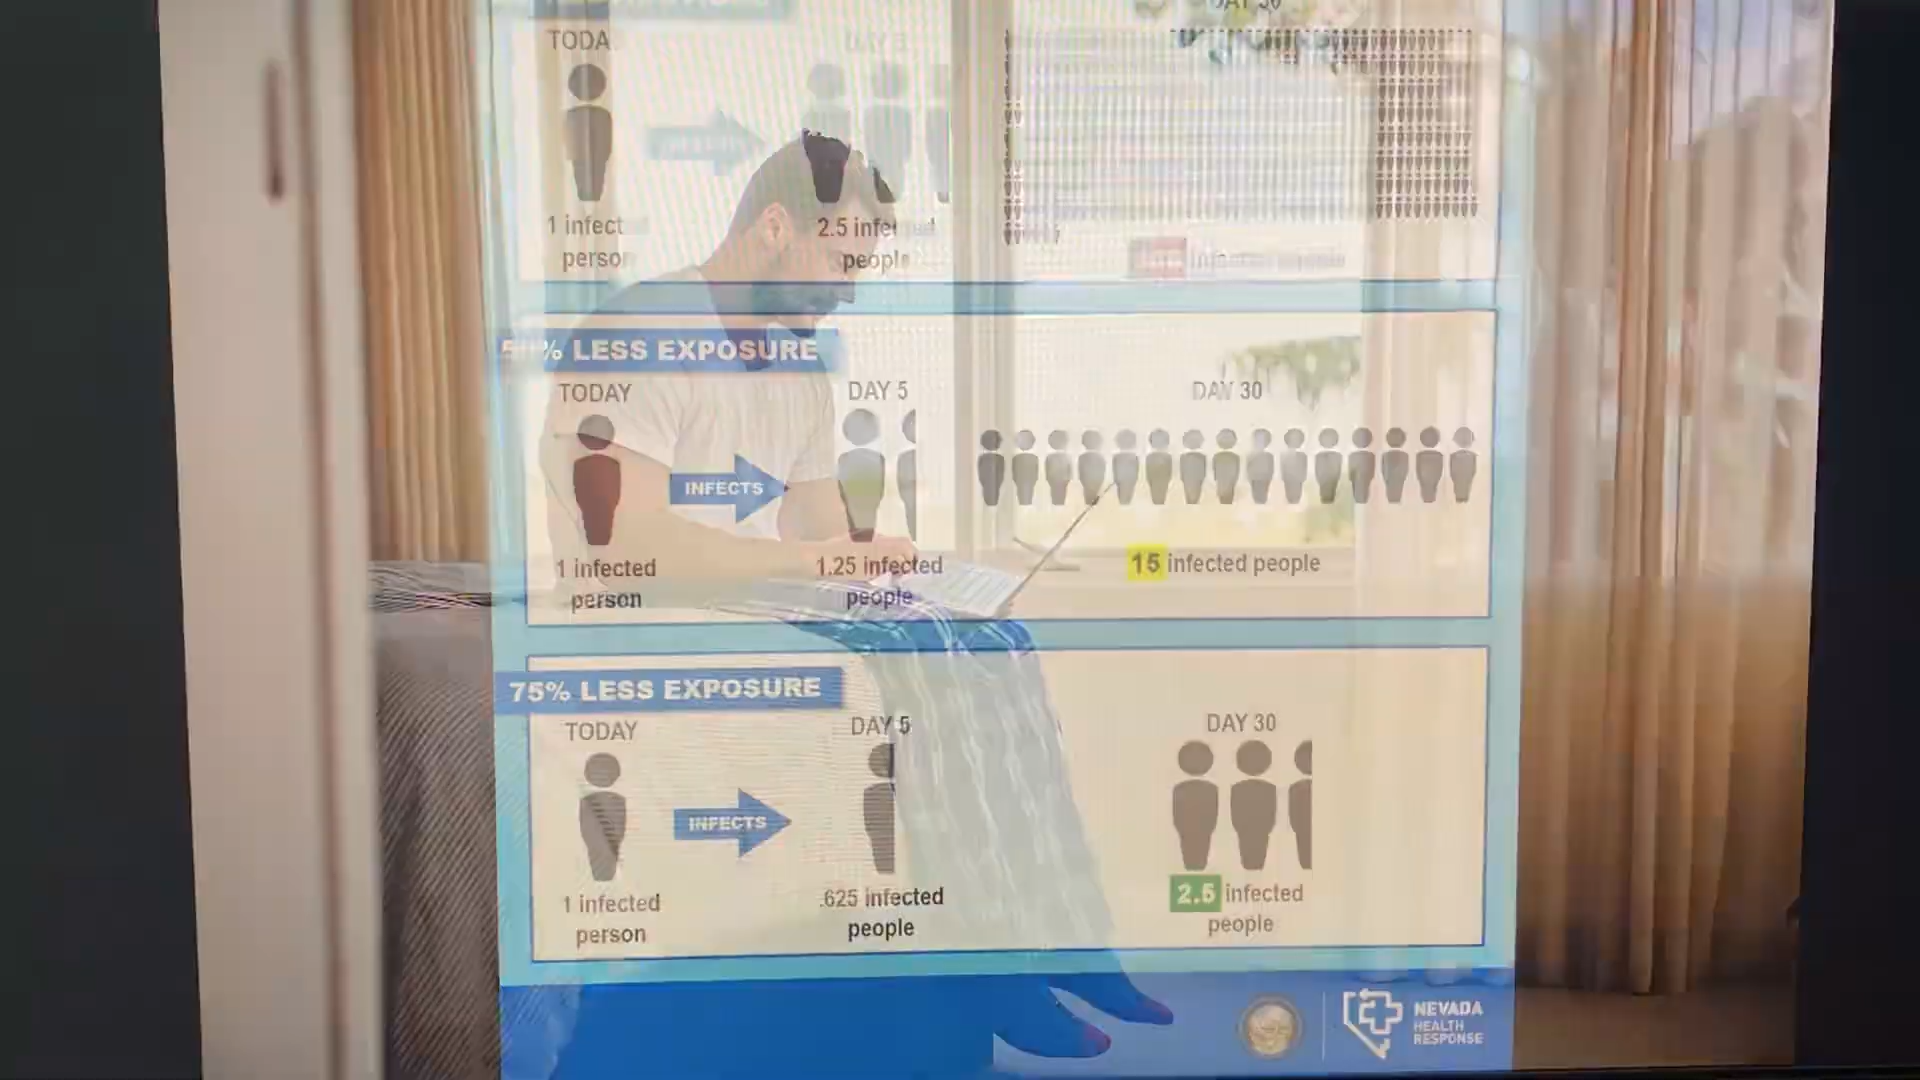 TODA
DAY 30
1 infect
person
2.5 infe
people
% LESS EXPOSURE
TODAY
DAY 5
DAY 30
INFECTS
1 infected
person
1.25 infected
people
15 infected people
75% LESS EXPOSURE
TODAY
DAY 5
DAY 30
INFECTS
1 infected
person
.625 infected
people
2.5 infected
people
NEVADA
HEALTH
RESPONSE